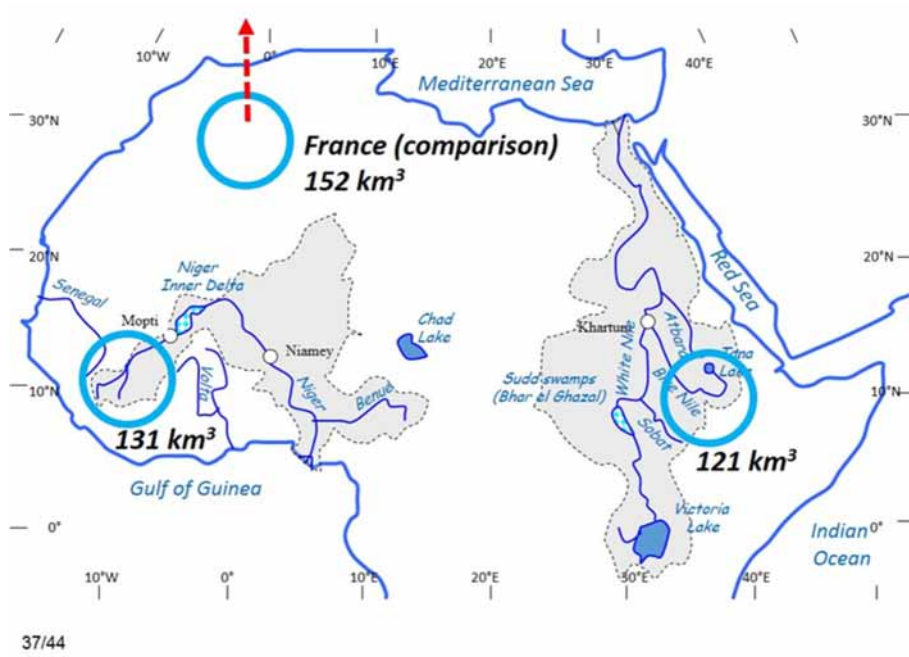 10°W
0°
10°E
20°E
30°E
40°E
Mediterranean Sea
30°N
30°N
France (comparison)
152 km³
20°N
20°N
Niger
Inner Delta
Red Sea
Senegal
Mopti
Chad
Lake
Khartum
Atbara
Niamey
White Nile
Tana
Lake
10°N
10°N
Volta
Niger
Benue
Sudd swamps
(Bhar el Ghazal)
Blue Nile
Sobat
131 km³
121 km³
Gulf of Guinea
Victoria
Lake
0°
0°
Indian
Ocean
10°W
0°
10°E
20°E
30°E
40°E
37/44